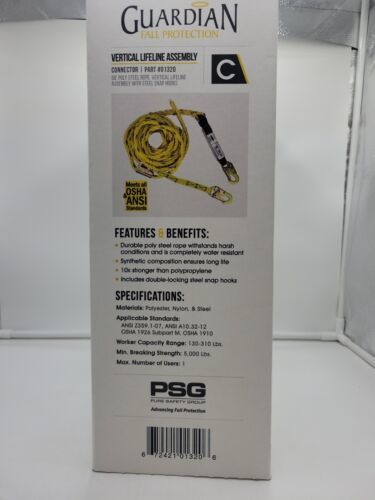 GUARDIAN
FALL PROTECTION
VERTICAL LIFELINE ASSEMBLY
CONNECTOR | PART #01320
50' POLY STEEL ROPE, VERTICAL LIFELINE
ASSEMBLY WITH STEEL SNAP HOOKS
C
Meets all
OSHA
& ANSI
Standards
FEATURES & BENEFITS:
• Durable poly steel rope withstands harsh
conditions and is completely water resistant
• Synthetic composition ensures long life
• 10x stronger than polypropylene
• Includes double-locking steel snap hooks
SPECIFICATIONS:
Materials: Polyester, Nylon, & Steel
Applicable Standards:
ANSI Z359.1-07, ANSI A10.32-12
OSHA 1926 Subpart M, OSHA 1910
Worker Capacity Range: 130-310 Lbs.
Min. Breaking Strength: 5,000 Lbs.
Max. Number of Users: 1
PSG
PURE SAFETY GROUP
Advancing Fall Protection
6 72421 01320 6